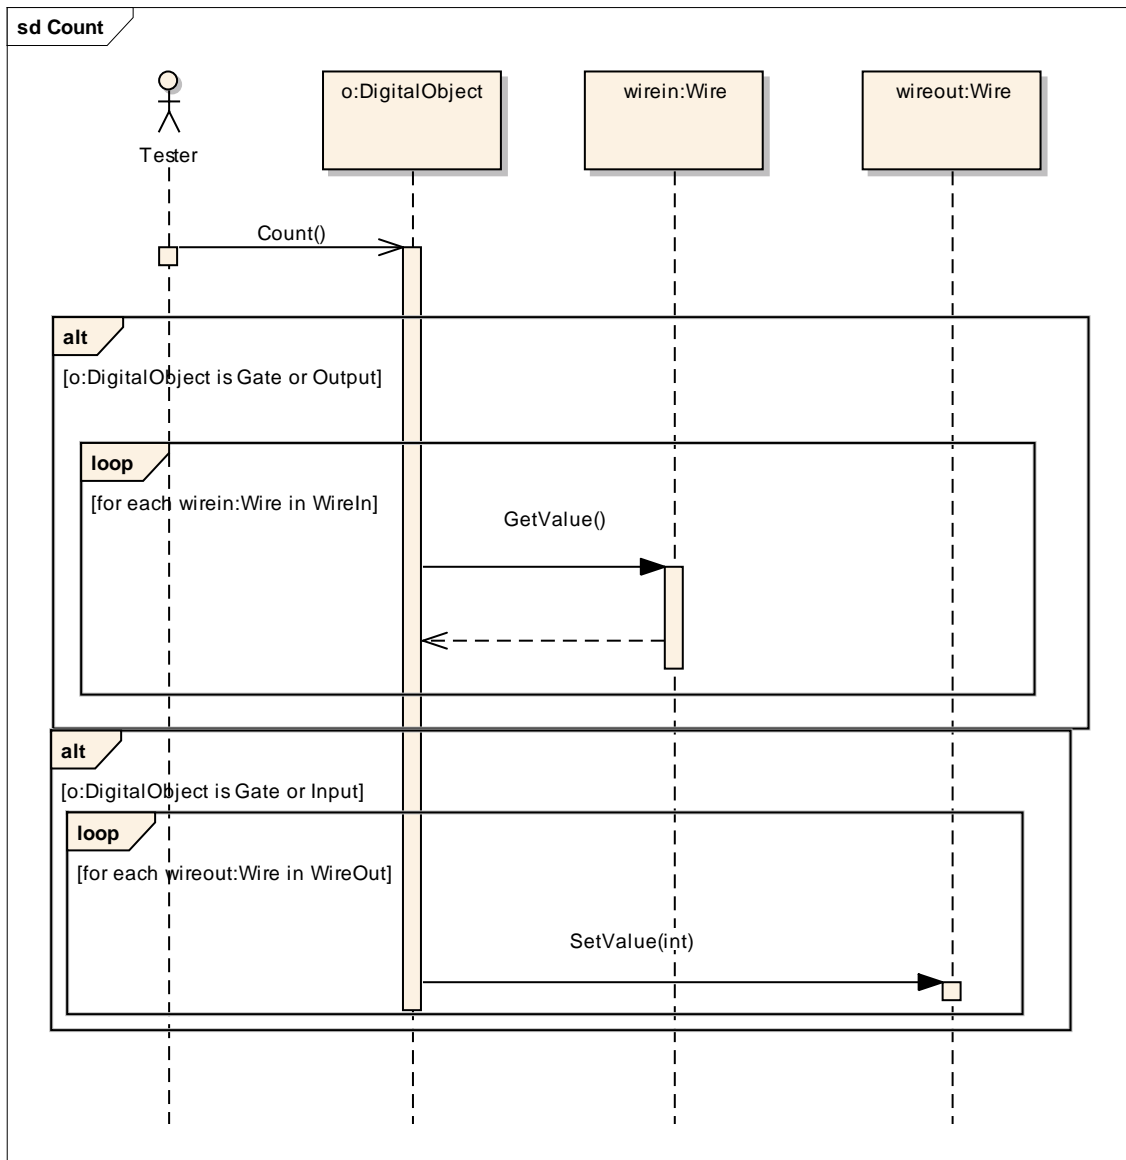 sd Count
o:DigitalObject
wirein:Wire
wireout:Wire
Tester
Count()
alt
[o:DigitalObject is Gate or Output]
loop
[for each wirein:Wire in WireIn]
GetValue()
alt
[o:DigitalObject is Gate or Input]
loop
[for each wireout:Wire in WireOut]
SetValue(int)